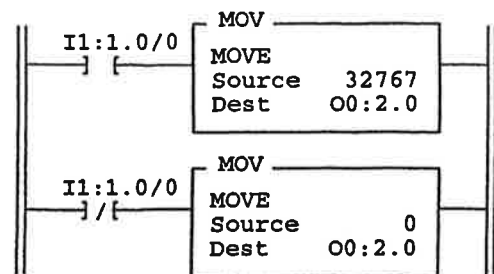 MOV
I1:1.0/0
MOVE
Source 32767
Dest O0:2.0
MOV
I1:1.0/0
MOVE
Source 0
Dest O0:2.0